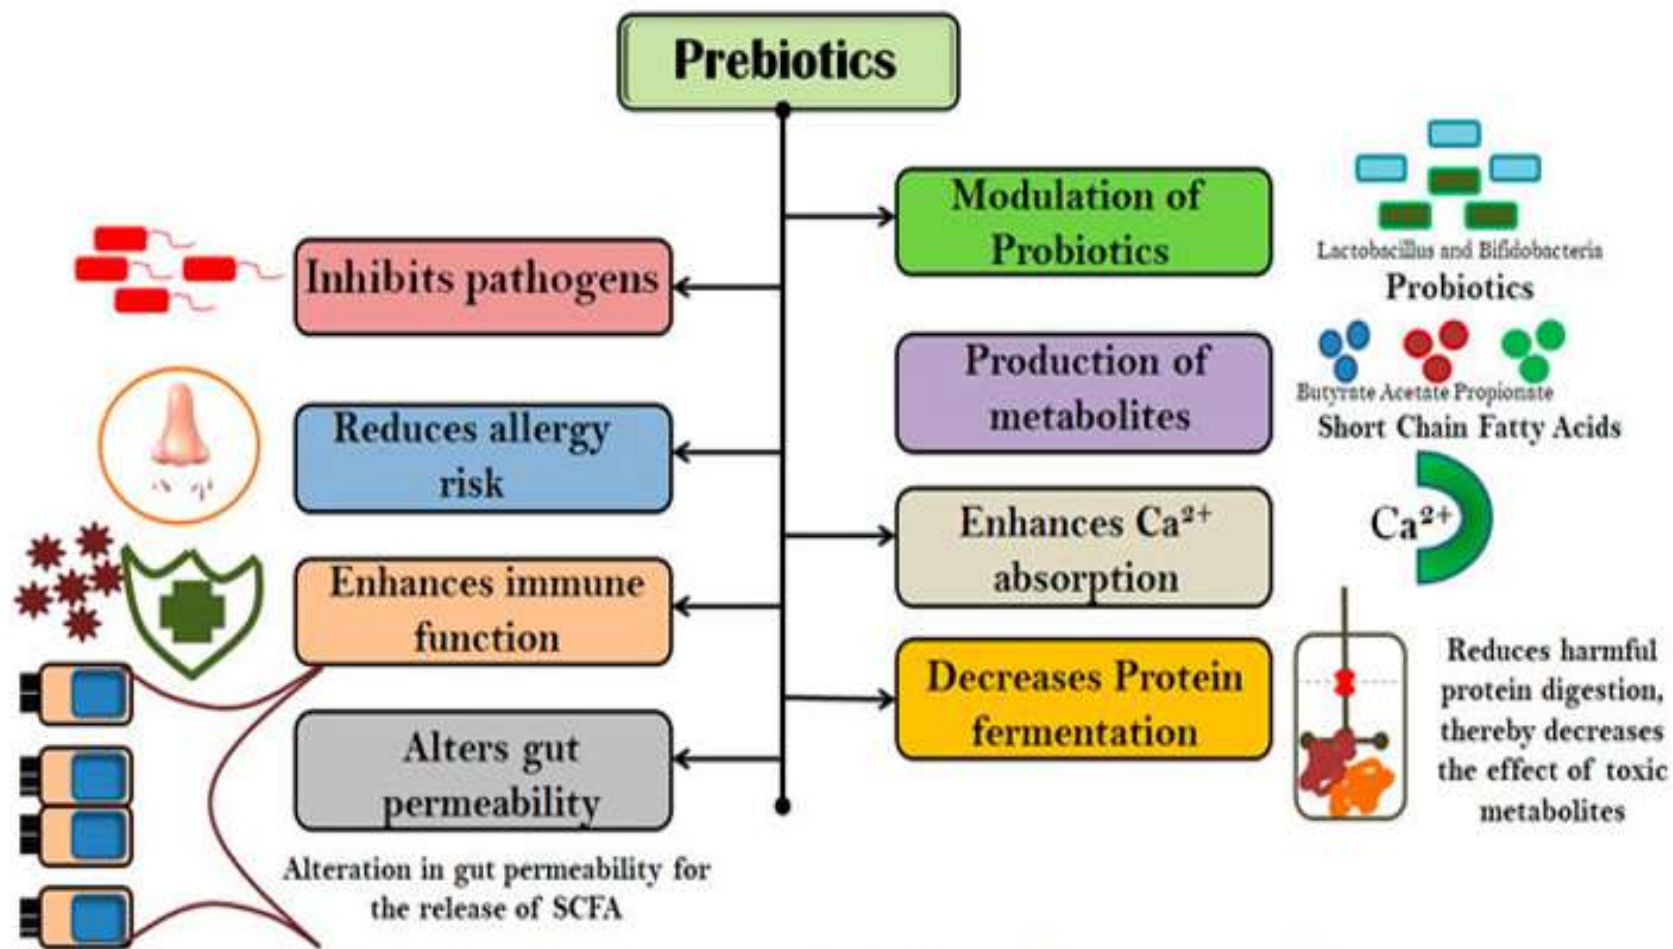 Prebiotics
Inhibits pathogens
Reduces allergy
risk
Enhances immune
function
Alters gut
permeability
Alteration in gut permeability for
the release of SCFA
Modulation of
Probiotics
Lactobacillus and Bifidobacteria
Probiotics
Production of
metabolites
Butyrate Acetate Propionate
Short Chain Fatty Acids
Enhances Ca²⁺
absorption
Ca²⁺
Decreases Protein
fermentation
Reduces harmful
protein digestion,
thereby decreases
the effect of toxic
metabolites